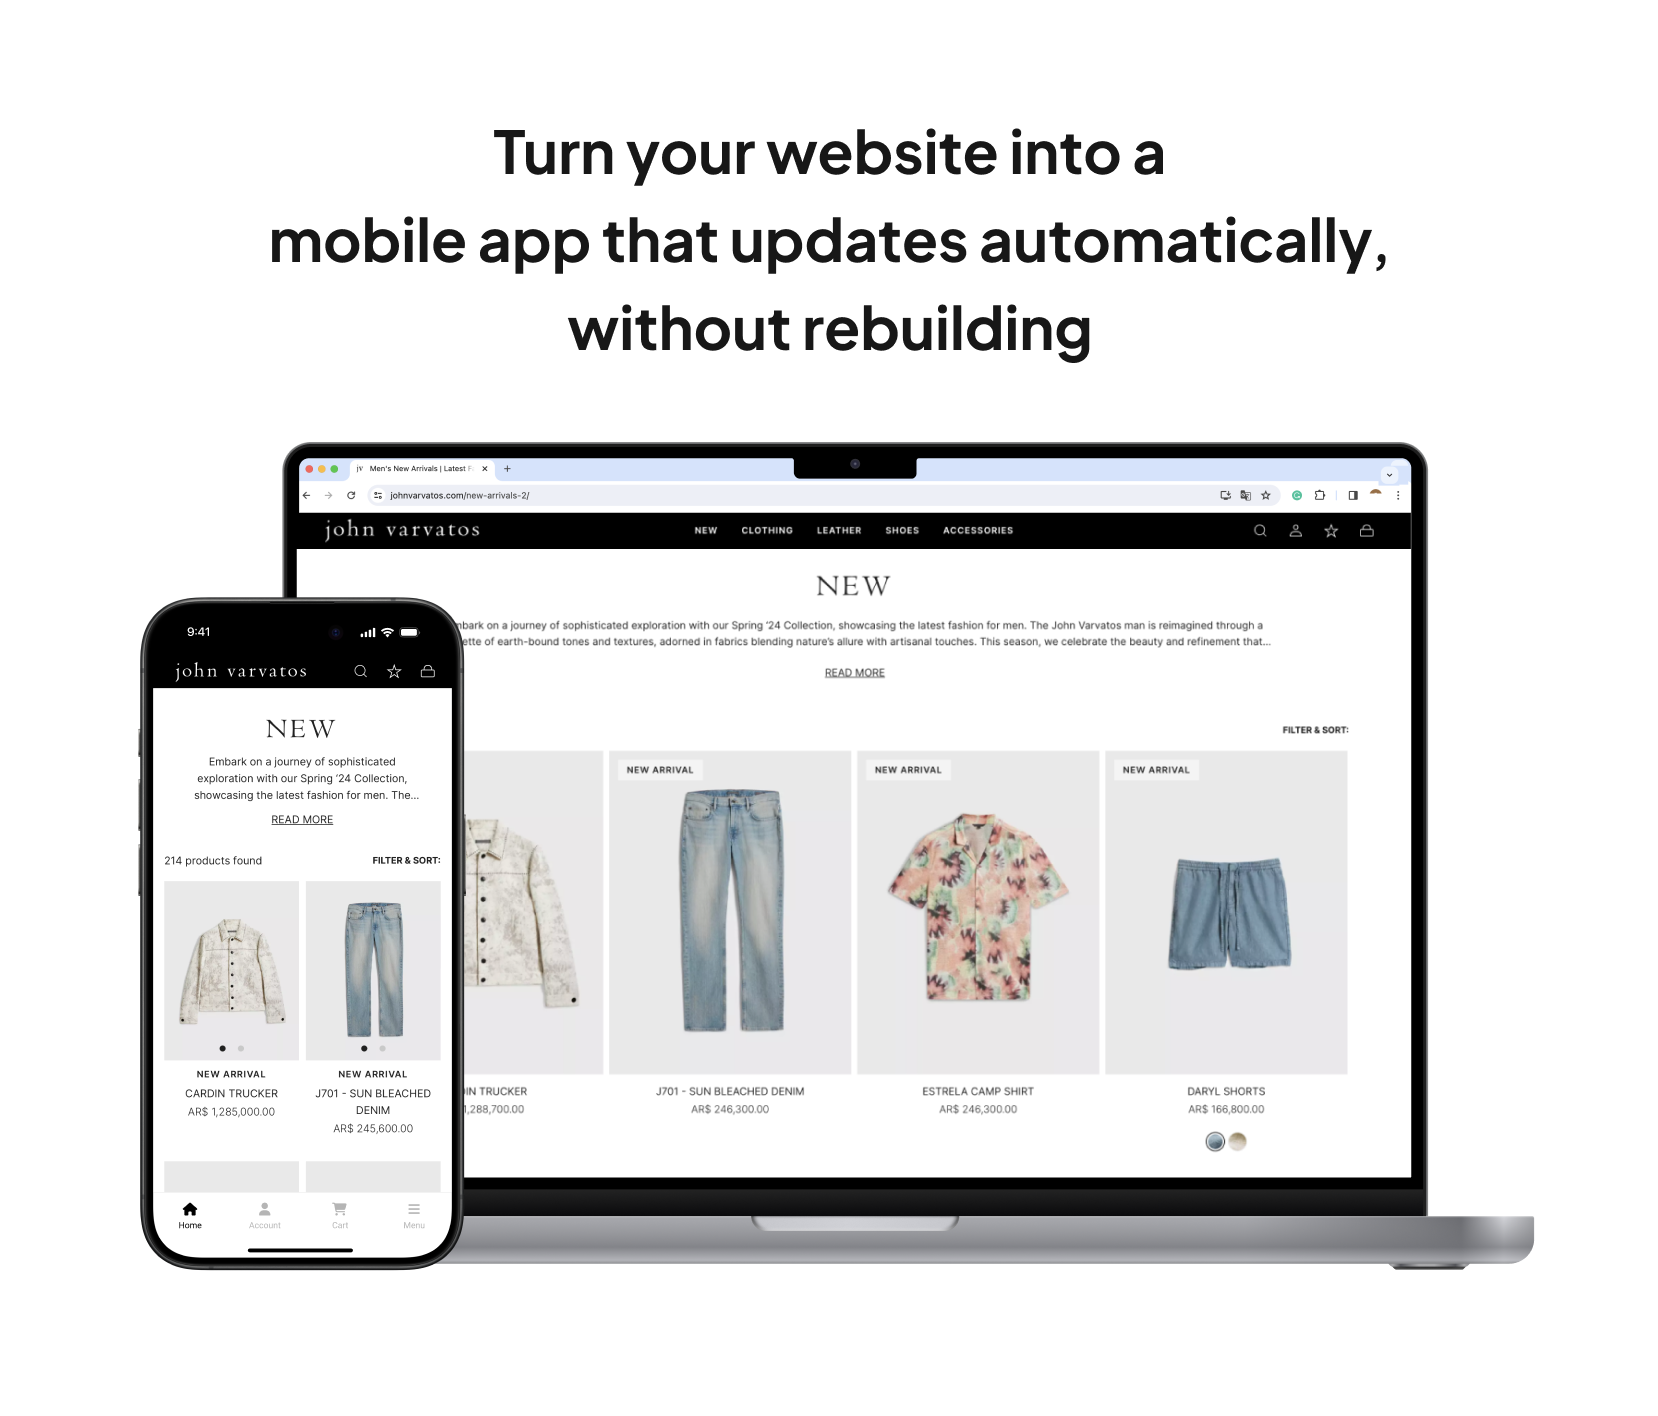 Turn your website into a
mobile app that updates automatically,
without rebuilding
Men's New Arrivals | Latest
johnvarvatos.com/new-arrivals-2/
john varvatos
NEW CLOTHING LEATHER SHOES ACCESSORIES
NEW
on a journey of sophisticated exploration with our Spring '24 Collection, showcasing the latest fashion for men. The John Varvatos man is reimagined through a
of earth-bound tones and textures, adorned in fabrics blending nature's allure with artisanal touches. This season, we celebrate the beauty and refinement that...
READ MORE
FILTER & SORT:
NEW ARRIVAL
NEW ARRIVAL
NEW ARRIVAL
TRUCKER
1,288,700.00
J701 - SUN BLEACHED DENIM
AR$ 246,300.00
ESTRELA CAMP SHIRT
AR$ 246,300.00
DARYL SHORTS
AR$ 166,800.00
9:41
john varvatos
NEW
Embark on a journey of sophisticated
exploration with our Spring '24 Collection,
showcasing the latest fashion for men. The...
READ MORE
214 products found
FILTER & SORT:
NEW ARRIVAL
CARDIN TRUCKER
AR$ 1,285,000.00
NEW ARRIVAL
J701 - SUN BLEACHED
DENIM
AR$ 245,600.00
Home Account Cart Menu